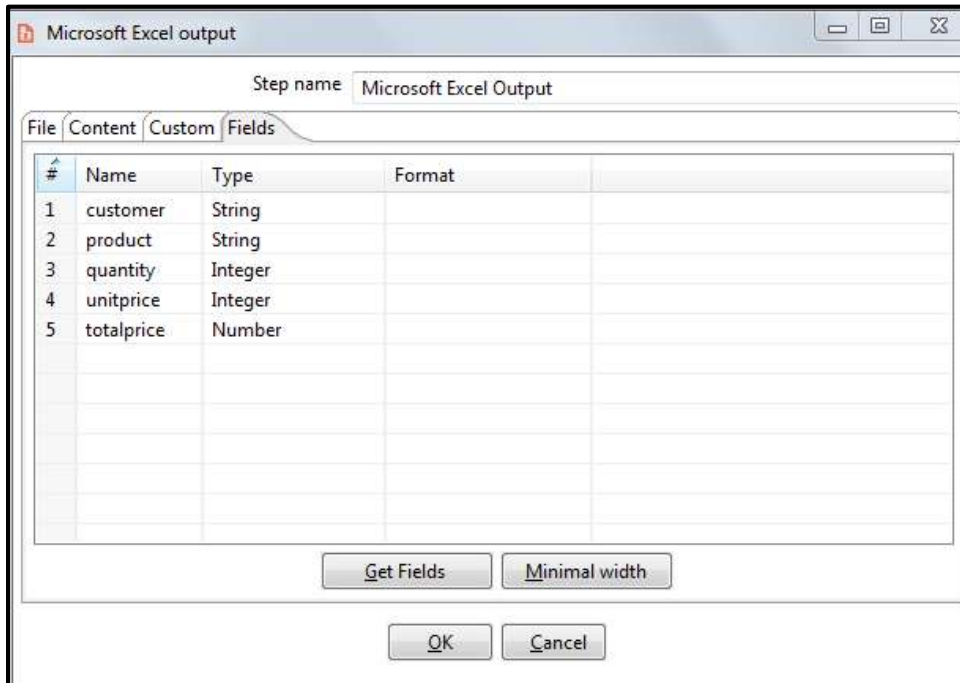 Microsoft Excel output
Step name Microsoft Excel Output
File Content Custom Fields
# Name Type Format
1 customer String
2 product String
3 quantity Integer
4 unitprice Integer
5 totalprice Number
Get Fields Minimal width
OK Cancel